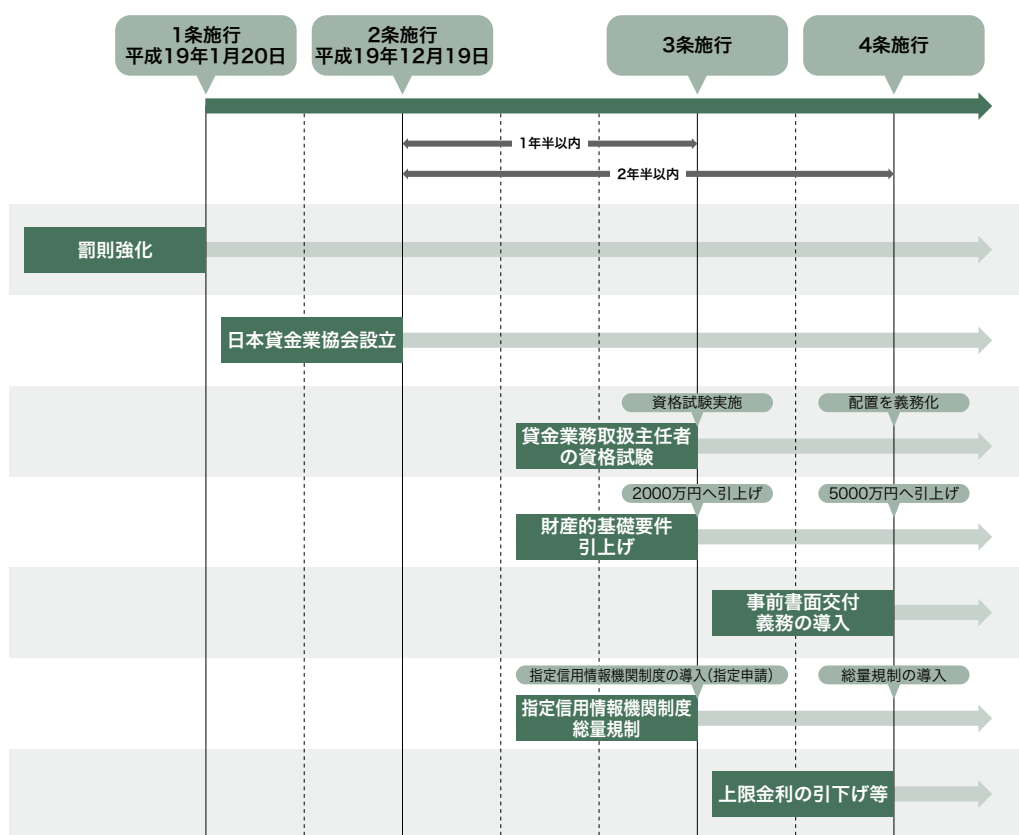 1条施行
平成19年1月20日
2条施行
平成19年12月19日
3条施行
4条施行
1年半以内
2年半以内
罰則強化
日本貸金業協会設立
資格試験実施
配置を義務化
貸金業務取扱主任者
の資格試験
2000万円へ引上げ
5000万円へ引上げ
財産的基礎要件
引上げ
事前書面交付
義務の導入
指定信用情報機関制度の導入(指定申請)
総量規制の導入
指定信用情報機関制度
総量規制
上限金利の引下げ等